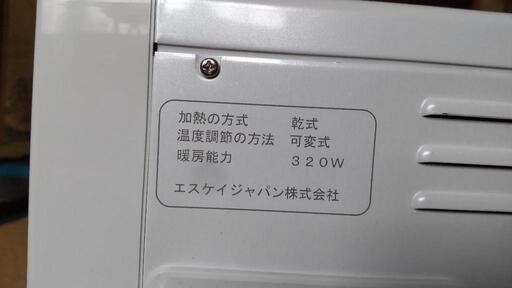 加熱の方式 乾式
温度調節の方法 可変式
暖房能力 320W
エスケイジャパン株式会社